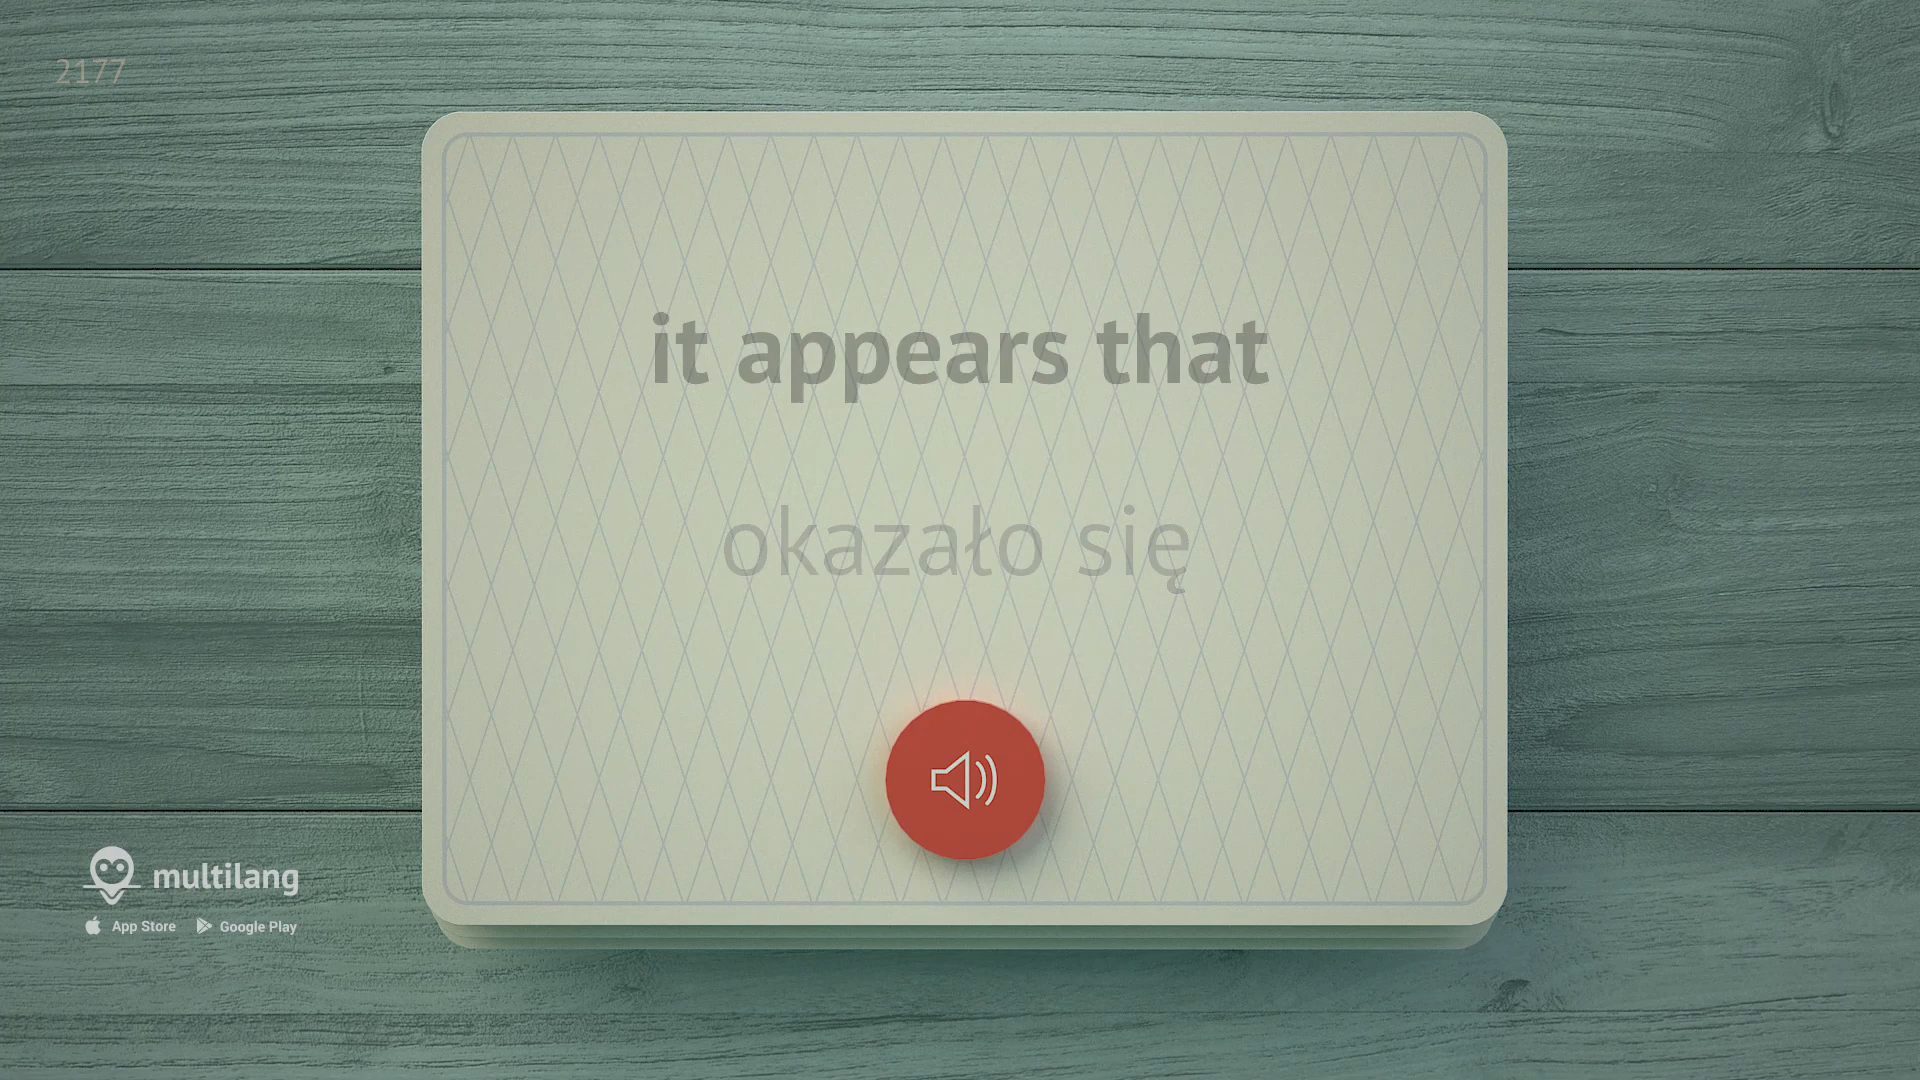 2177
it appears that
okazało się
multilang
App Store Google Play